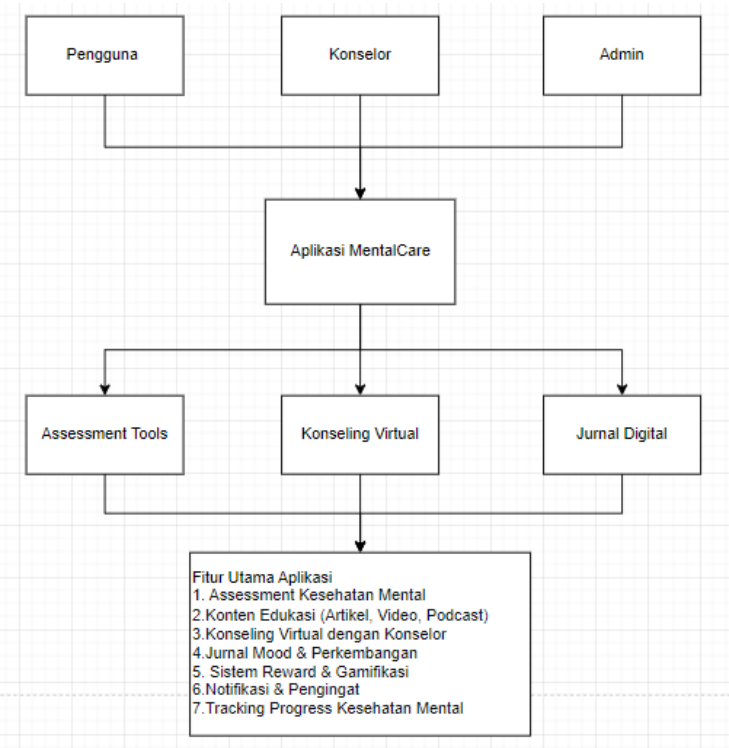 Pengguna
Konselor
Admin
Aplikasi MentalCare
Assessment Tools
Konseling Virtual
Jurnal Digital
Fitur Utama Aplikasi
1. Assessment Kesehatan Mental
2.Konten Edukasi (Artikel, Video, Podcast)
3.Konseling Virtual dengan Konselor
4.Jurnal Mood & Perkembangan
5. Sistem Reward & Gamifikasi
6.Notifikasi & Pengingat
7.Tracking Progress Kesehatan Mental